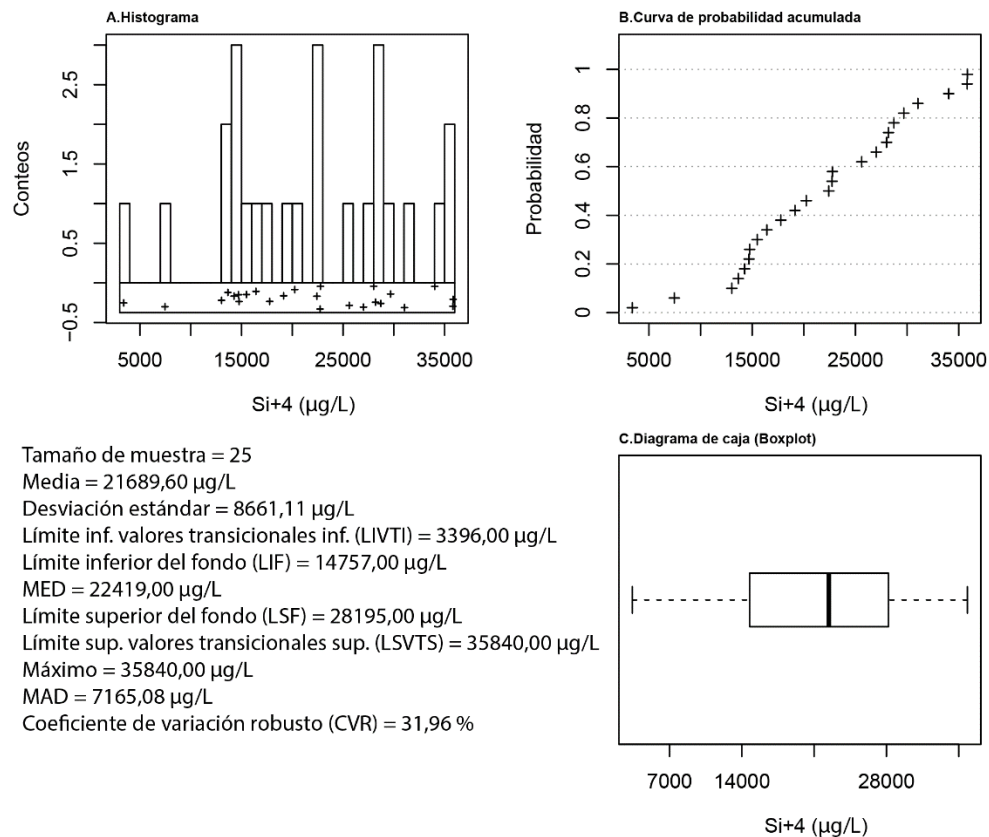 A.Histograma
Conteos
2.5
1.5
0.5
−0.5
5000 15000 25000 35000
Si+4 (µg/L)
B.Curva de probabilidad acumulada
Probabilidad
1
0.8
0.6
0.4
0.2
0
5000 15000 25000 35000
Si+4 (µg/L)
Tamaño de muestra = 25
Media = 21689,60 µg/L
Desviación estándar = 8661,11 µg/L
Límite inf. valores transicionales inf. (LIVTI) = 3396,00 µg/L
Límite inferior del fondo (LIF) = 14757,00 µg/L
MED = 22419,00 µg/L
Límite superior del fondo (LSF) = 28195,00 µg/L
Límite sup. valores transicionales sup. (LSVTS) = 35840,00 µg/L
Máximo = 35840,00 µg/L
MAD = 7165,08 µg/L
Coeficiente de variación robusto (CVR) = 31,96 %
C.Diagrama de caja (Boxplot)
7000 14000 28000
Si+4 (µg/L)